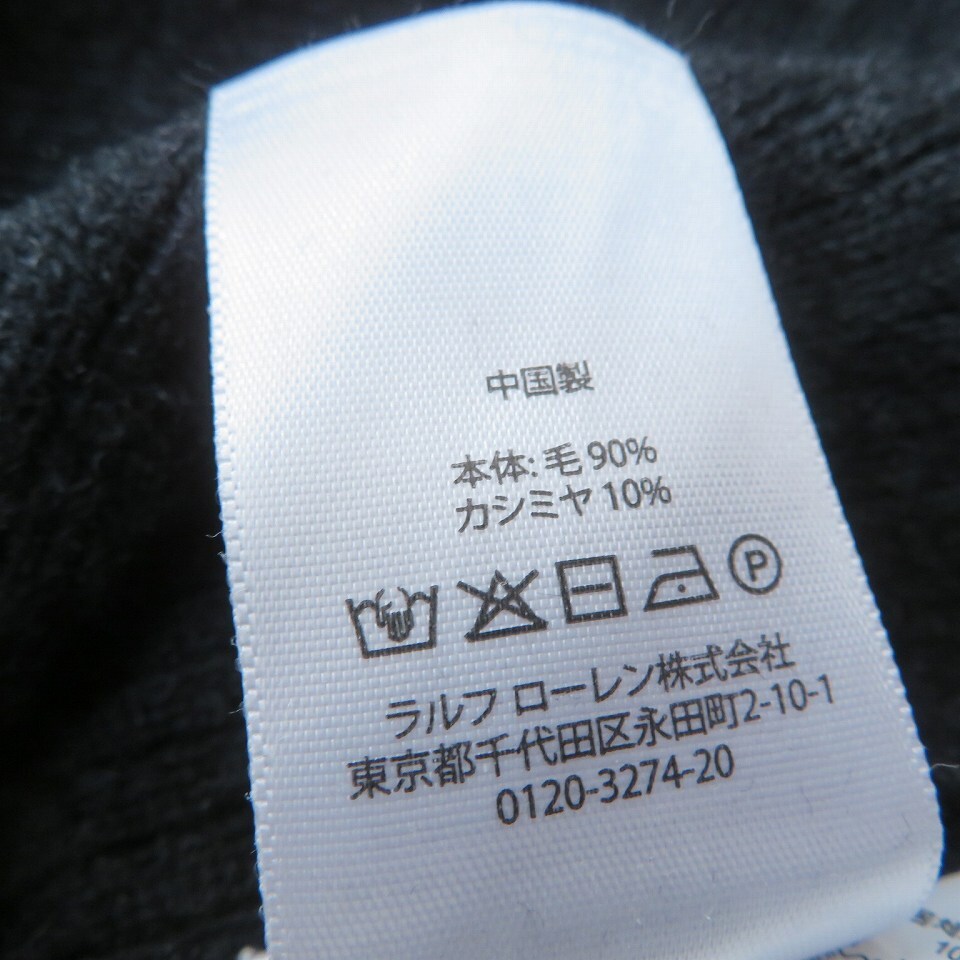 中国製
本体: 毛 90%
カシミヤ 10%
P
ラルフ ローレン株式会社
東京都千代田区永田町2-10-1
0120-3274-20